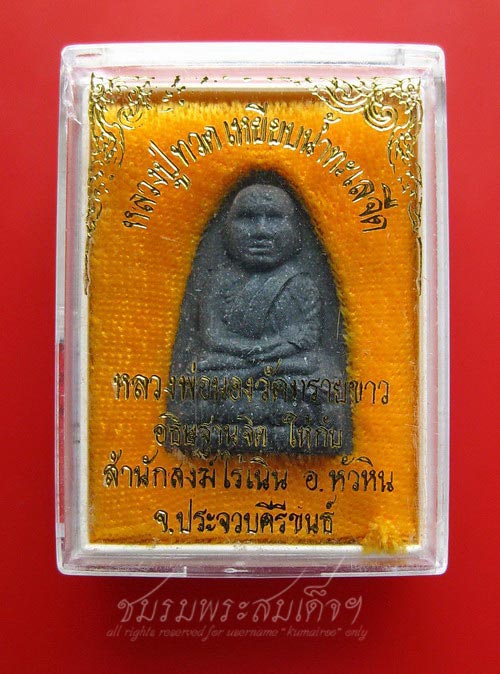 หลวงปู่ทวด เหยียบน้ำทะเลจืด
หลวงพ่อนองวัดทรายขาว
อธิษฐานจิต ให้กับ
สำนักสงฆ์ไร่เนิน อ.หัวหิน
จ.ประจวบคีรีขันธ์
ชมรมพระสมเด็จฯ
all rights reserved for username "kumairee" only